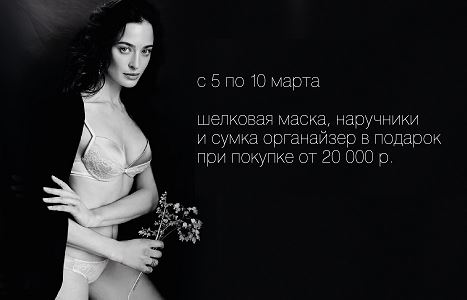 с 5 по 10 марта
шелковая маска, наручники
и сумка органайзер в подарок
при покупке от 20 000 р.